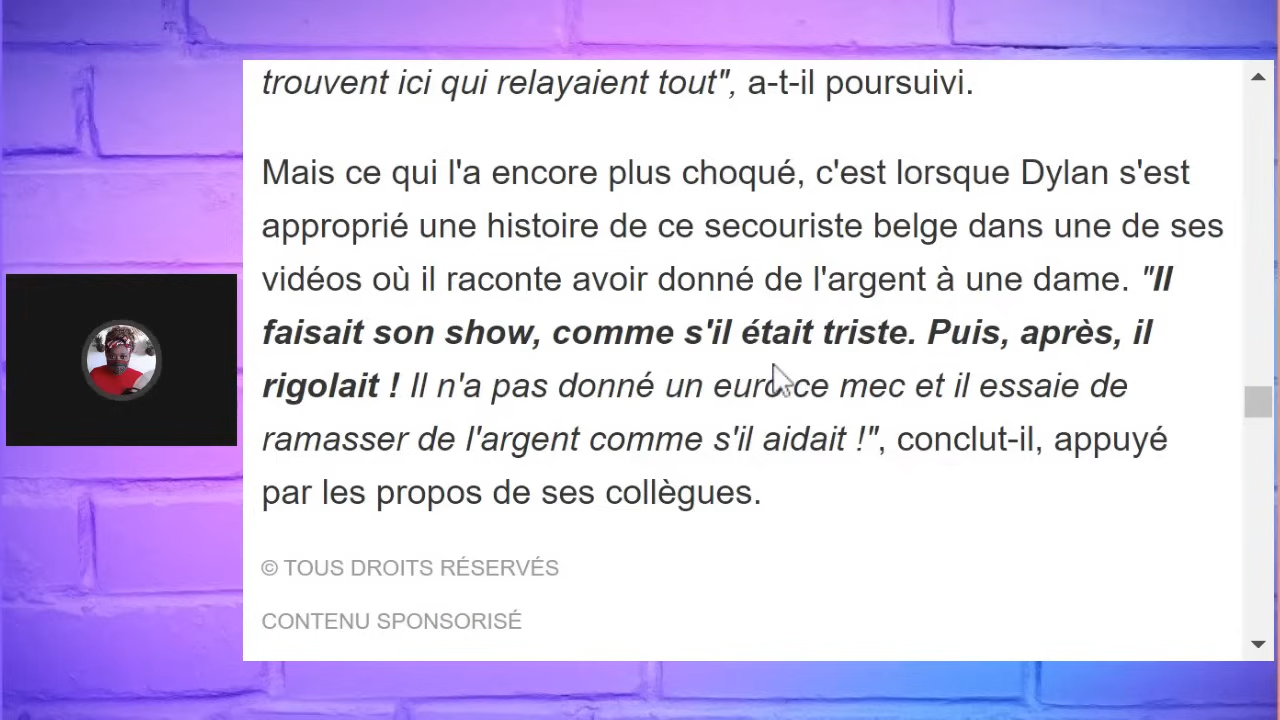 trouvent ici qui relayaient tout", a-t-il poursuivi.
Mais ce qui l'a encore plus choqué, c'est lorsque Dylan s'est
approprié une histoire de ce secouriste belge dans une de ses
vidéos où il raconte avoir donné de l'argent à une dame. "Il
faisait son show, comme s'il était triste. Puis, après, il
rigolait ! Il n'a pas donné un euro ce mec et il essaie de
ramasser de l'argent comme s'il aidait !", conclut-il, appuyé
par les propos de ses collègues.
© TOUS DROITS RÉSERVÉS
CONTENU SPONSORISÉ